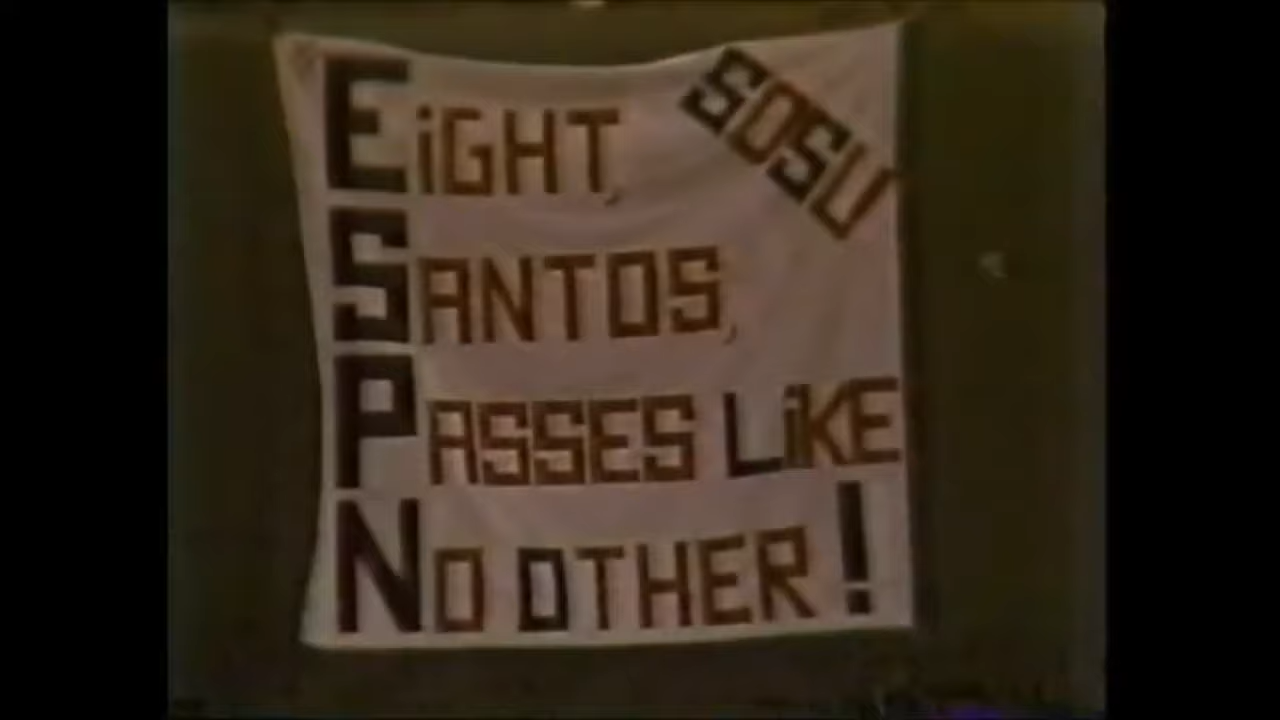 SOSU
EiGHT,
SANTOS,
PASSES LiKE
NO OTHER!